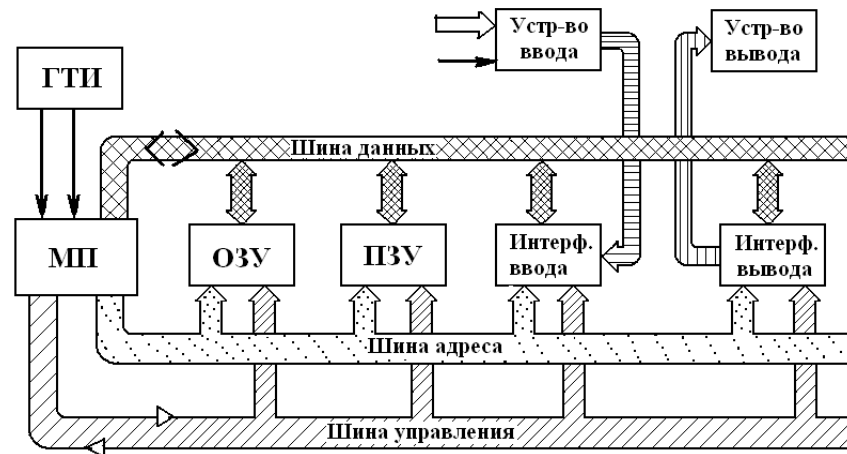 Устр-во
ввода
Устр-во
вывода
ГТИ
Шина данных
МП
ОЗУ
ПЗУ
Интерф.
ввода
Интерф.
вывода
Шина адреса
Шина управления